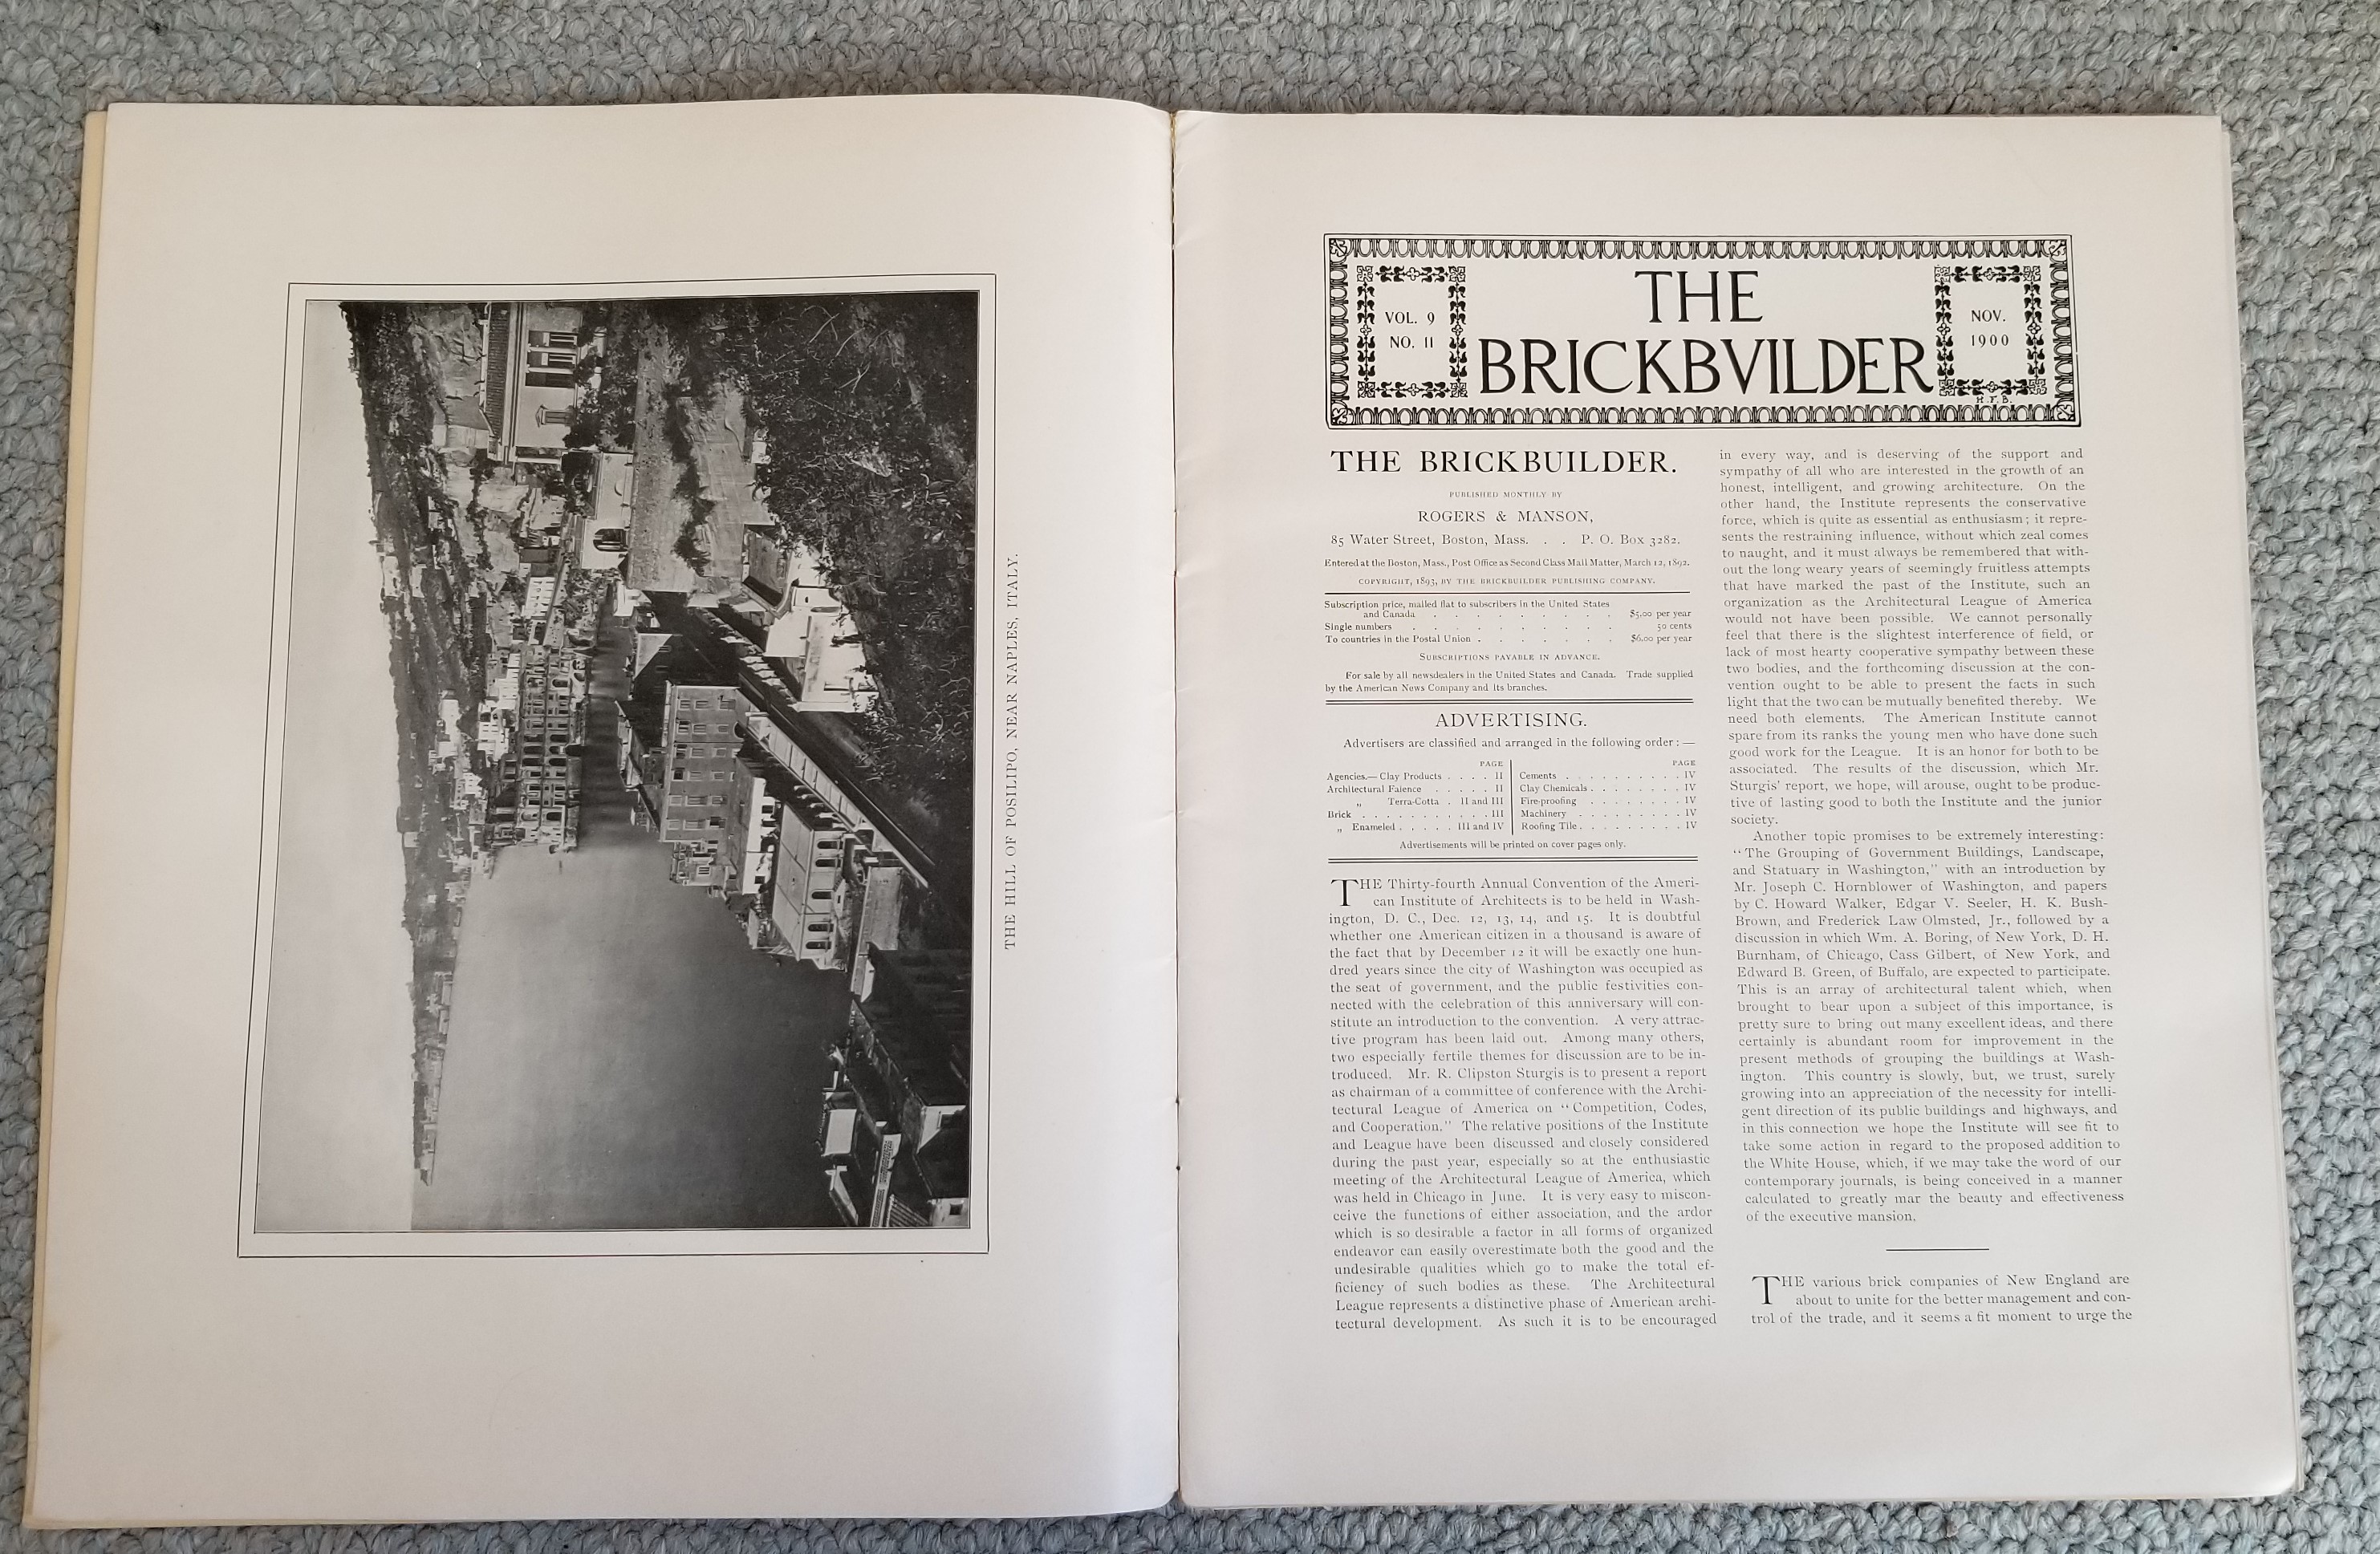 THE HILL OF POSILIPO, NEAR NAPLES, ITALY.
VOL. 9
NO. 11
THE
BRICKBVILDER
NOV.
1900
H.F.B.
THE BRICKBUILDER.
PUBLISHED MONTHLY BY
ROGERS & MANSON,
85 Water Street, Boston, Mass. . . P. O. Box 3282.
Entered at the Boston, Mass., Post Office as Second Class Mail Matter, March 12, 1892.
COPYRIGHT, 1893, BY THE BRICKBUILDER PUBLISHING COMPANY.
Subscription price, mailed flat to subscribers in the United States
and Canada . . . . . . . . . $5.00 per year
Single numbers . . . . . . . . . 50 cents
To countries in the Postal Union . . . . . . . $6.00 per year
SUBSCRIPTIONS PAYABLE IN ADVANCE.
For sale by all newsdealers in the United States and Canada. Trade supplied
by the American News Company and its branches.
ADVERTISING.
Advertisers are classified and arranged in the following order : —
PAGE
Agencies. — Clay Products . . . . II
Architectural Faience . . . . . II
„ Terra-Cotta . II and III
Brick . . . . . . . . . . . III
„ Enameled . . . . . III and IV
PAGE
Cements . . . . . . . . . . IV
Clay Chemicals . . . . . . . . IV
Fire-proofing . . . . . . . . IV
Machinery . . . . . . . . . IV
Roofing Tile . . . . . . . . . IV
Advertisements will be printed on cover pages only.
THE Thirty-fourth Annual Convention of the Ameri-
can Institute of Architects is to be held in Wash-
ington, D. C., Dec. 12, 13, 14, and 15. It is doubtful
whether one American citizen in a thousand is aware of
the fact that by December 12 it will be exactly one hun-
dred years since the city of Washington was occupied as
the seat of government, and the public festivities con-
nected with the celebration of this anniversary will con-
stitute an introduction to the convention. A very attrac-
tive program has been laid out. Among many others,
two especially fertile themes for discussion are to be in-
troduced. Mr. R. Clipston Sturgis is to present a report
as chairman of a committee of conference with the Archi-
tectural League of America on “Competition, Codes,
and Cooperation.” The relative positions of the Institute
and League have been discussed and closely considered
during the past year, especially so at the enthusiastic
meeting of the Architectural League of America, which
was held in Chicago in June. It is very easy to miscon-
ceive the functions of either association, and the ardor
which is so desirable a factor in all forms of organized
endeavor can easily overestimate both the good and the
undesirable qualities which go to make the total ef-
ficiency of such bodies as these. The Architectural
League represents a distinctive phase of American archi-
tectural development. As such it is to be encouraged
in every way, and is deserving of the support and
sympathy of all who are interested in the growth of an
honest, intelligent, and growing architecture. On the
other hand, the Institute represents the conservative
force, which is quite as essential as enthusiasm; it repre-
sents the restraining influence, without which zeal comes
to naught, and it must always be remembered that with-
out the long weary years of seemingly fruitless attempts
that have marked the past of the Institute, such an
organization as the Architectural League of America
would not have been possible. We cannot personally
feel that there is the slightest interference of field, or
lack of most hearty cooperative sympathy between these
two bodies, and the forthcoming discussion at the con-
vention ought to be able to present the facts in such
light that the two can be mutually benefited thereby. We
need both elements. The American Institute cannot
spare from its ranks the young men who have done such
good work for the League. It is an honor for both to be
associated. The results of the discussion, which Mr.
Sturgis' report, we hope, will arouse, ought to be produc-
tive of lasting good to both the Institute and the junior
society.
Another topic promises to be extremely interesting:
“The Grouping of Government Buildings, Landscape,
and Statuary in Washington,” with an introduction by
Mr. Joseph C. Hornblower of Washington, and papers
by C. Howard Walker, Edgar V. Seeler, H. K. Bush-
Brown, and Frederick Law Olmsted, Jr., followed by a
discussion in which Wm. A. Boring, of New York, D. H.
Burnham, of Chicago, Cass Gilbert, of New York, and
Edward B. Green, of Buffalo, are expected to participate.
This is an array of architectural talent which, when
brought to bear upon a subject of this importance, is
pretty sure to bring out many excellent ideas, and there
certainly is abundant room for improvement in the
present methods of grouping the buildings at Wash-
ington. This country is slowly, but, we trust, surely
growing into an appreciation of the necessity for intelli-
gent direction of its public buildings and highways, and
in this connection we hope the Institute will see fit to
take some action in regard to the proposed addition to
the White House, which, if we may take the word of our
contemporary journals, is being conceived in a manner
calculated to greatly mar the beauty and effectiveness
of the executive mansion.
THE various brick companies of New England are
about to unite for the better management and con-
trol of the trade, and it seems a fit moment to urge the